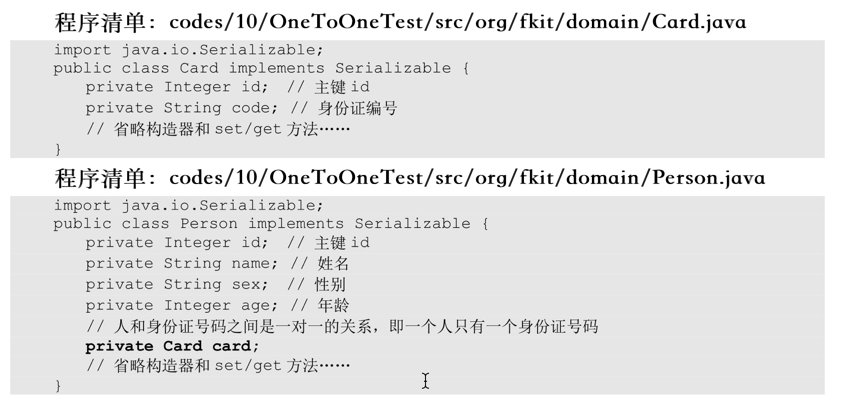 程序清单：codes/10/OneToOneTest/src/org/fkit/domain/Card.java
import java.io.Serializable;
public class Card implements Serializable {
private Integer id; // 主键 id
private String code; // 身份证编号
// 省略构造器和 set/get 方法……
}
程序清单：codes/10/OneToOneTest/src/org/fkit/domain/Person.java
import java.io.Serializable;
public class Person implements Serializable {
private Integer id; // 主键 id
private String name; // 姓名
private String sex; // 性别
private Integer age; // 年龄
// 人和身份证号码之间是一对一的关系，即一个人只有一个身份证号码
private Card card;
// 省略构造器和 set/get 方法……
}